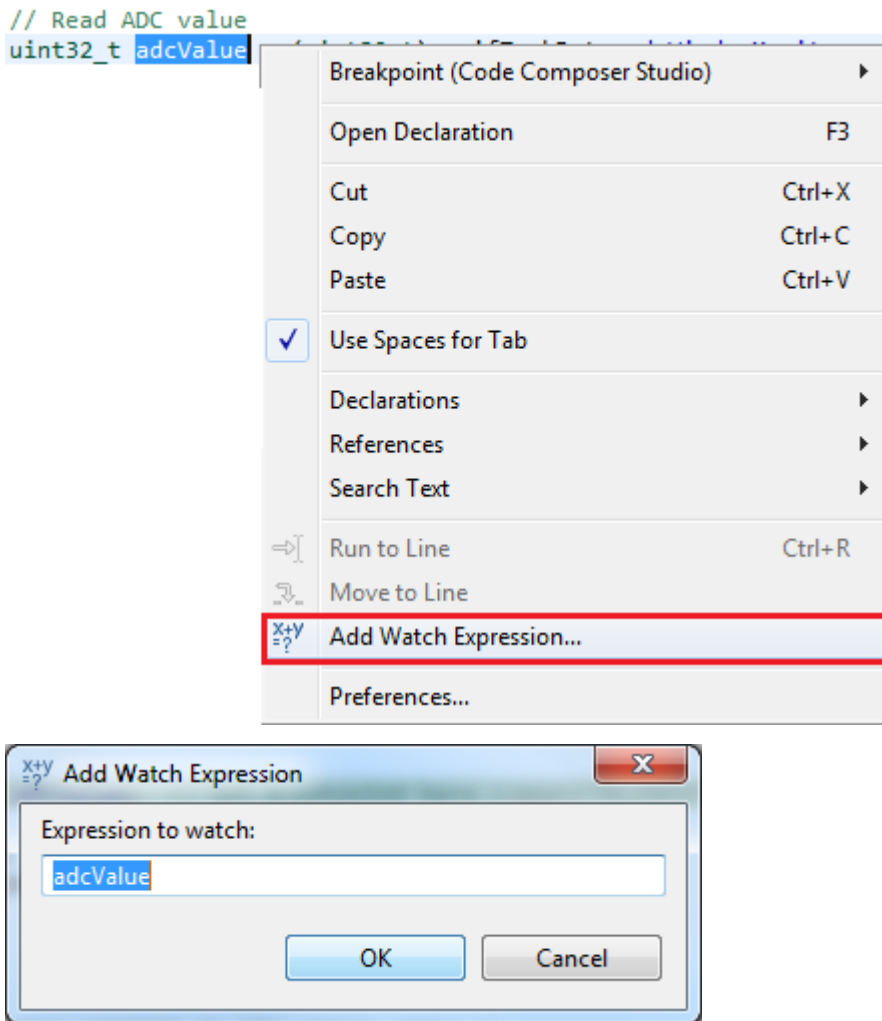 // Read ADC value
uint32_t adcValue
Breakpoint (Code Composer Studio)
Open Declaration F3
Cut Ctrl+X
Copy Ctrl+C
Paste Ctrl+V
Use Spaces for Tab
Declarations
References
Search Text
Run to Line Ctrl+R
Move to Line
x+y =? Add Watch Expression...
Preferences...
x+y =? Add Watch Expression
Expression to watch:
adcValue
OK Cancel